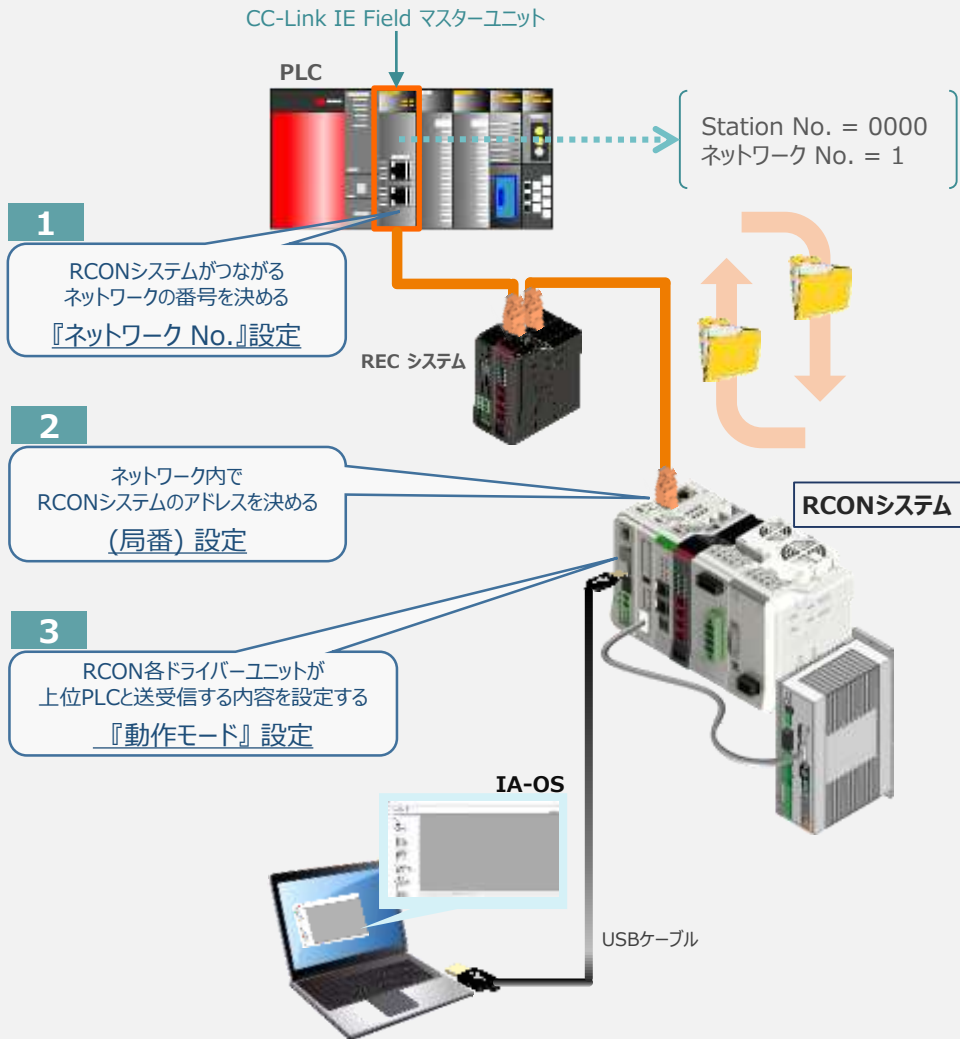 CC-Link IE Field マスターユニット
PLC
Station No. = 0000
ネットワーク No. = 1
1
RCONシステムがつながる
ネットワークの番号を決める
『ネットワーク No.』設定
REC システム
2
ネットワーク内で
RCONシステムのアドレスを決める
(局番) 設定
RCONシステム
3
RCON各ドライバーユニットが
上位PLCと送受信する内容を設定する
『動作モード』 設定
IA-OS
USBケーブル